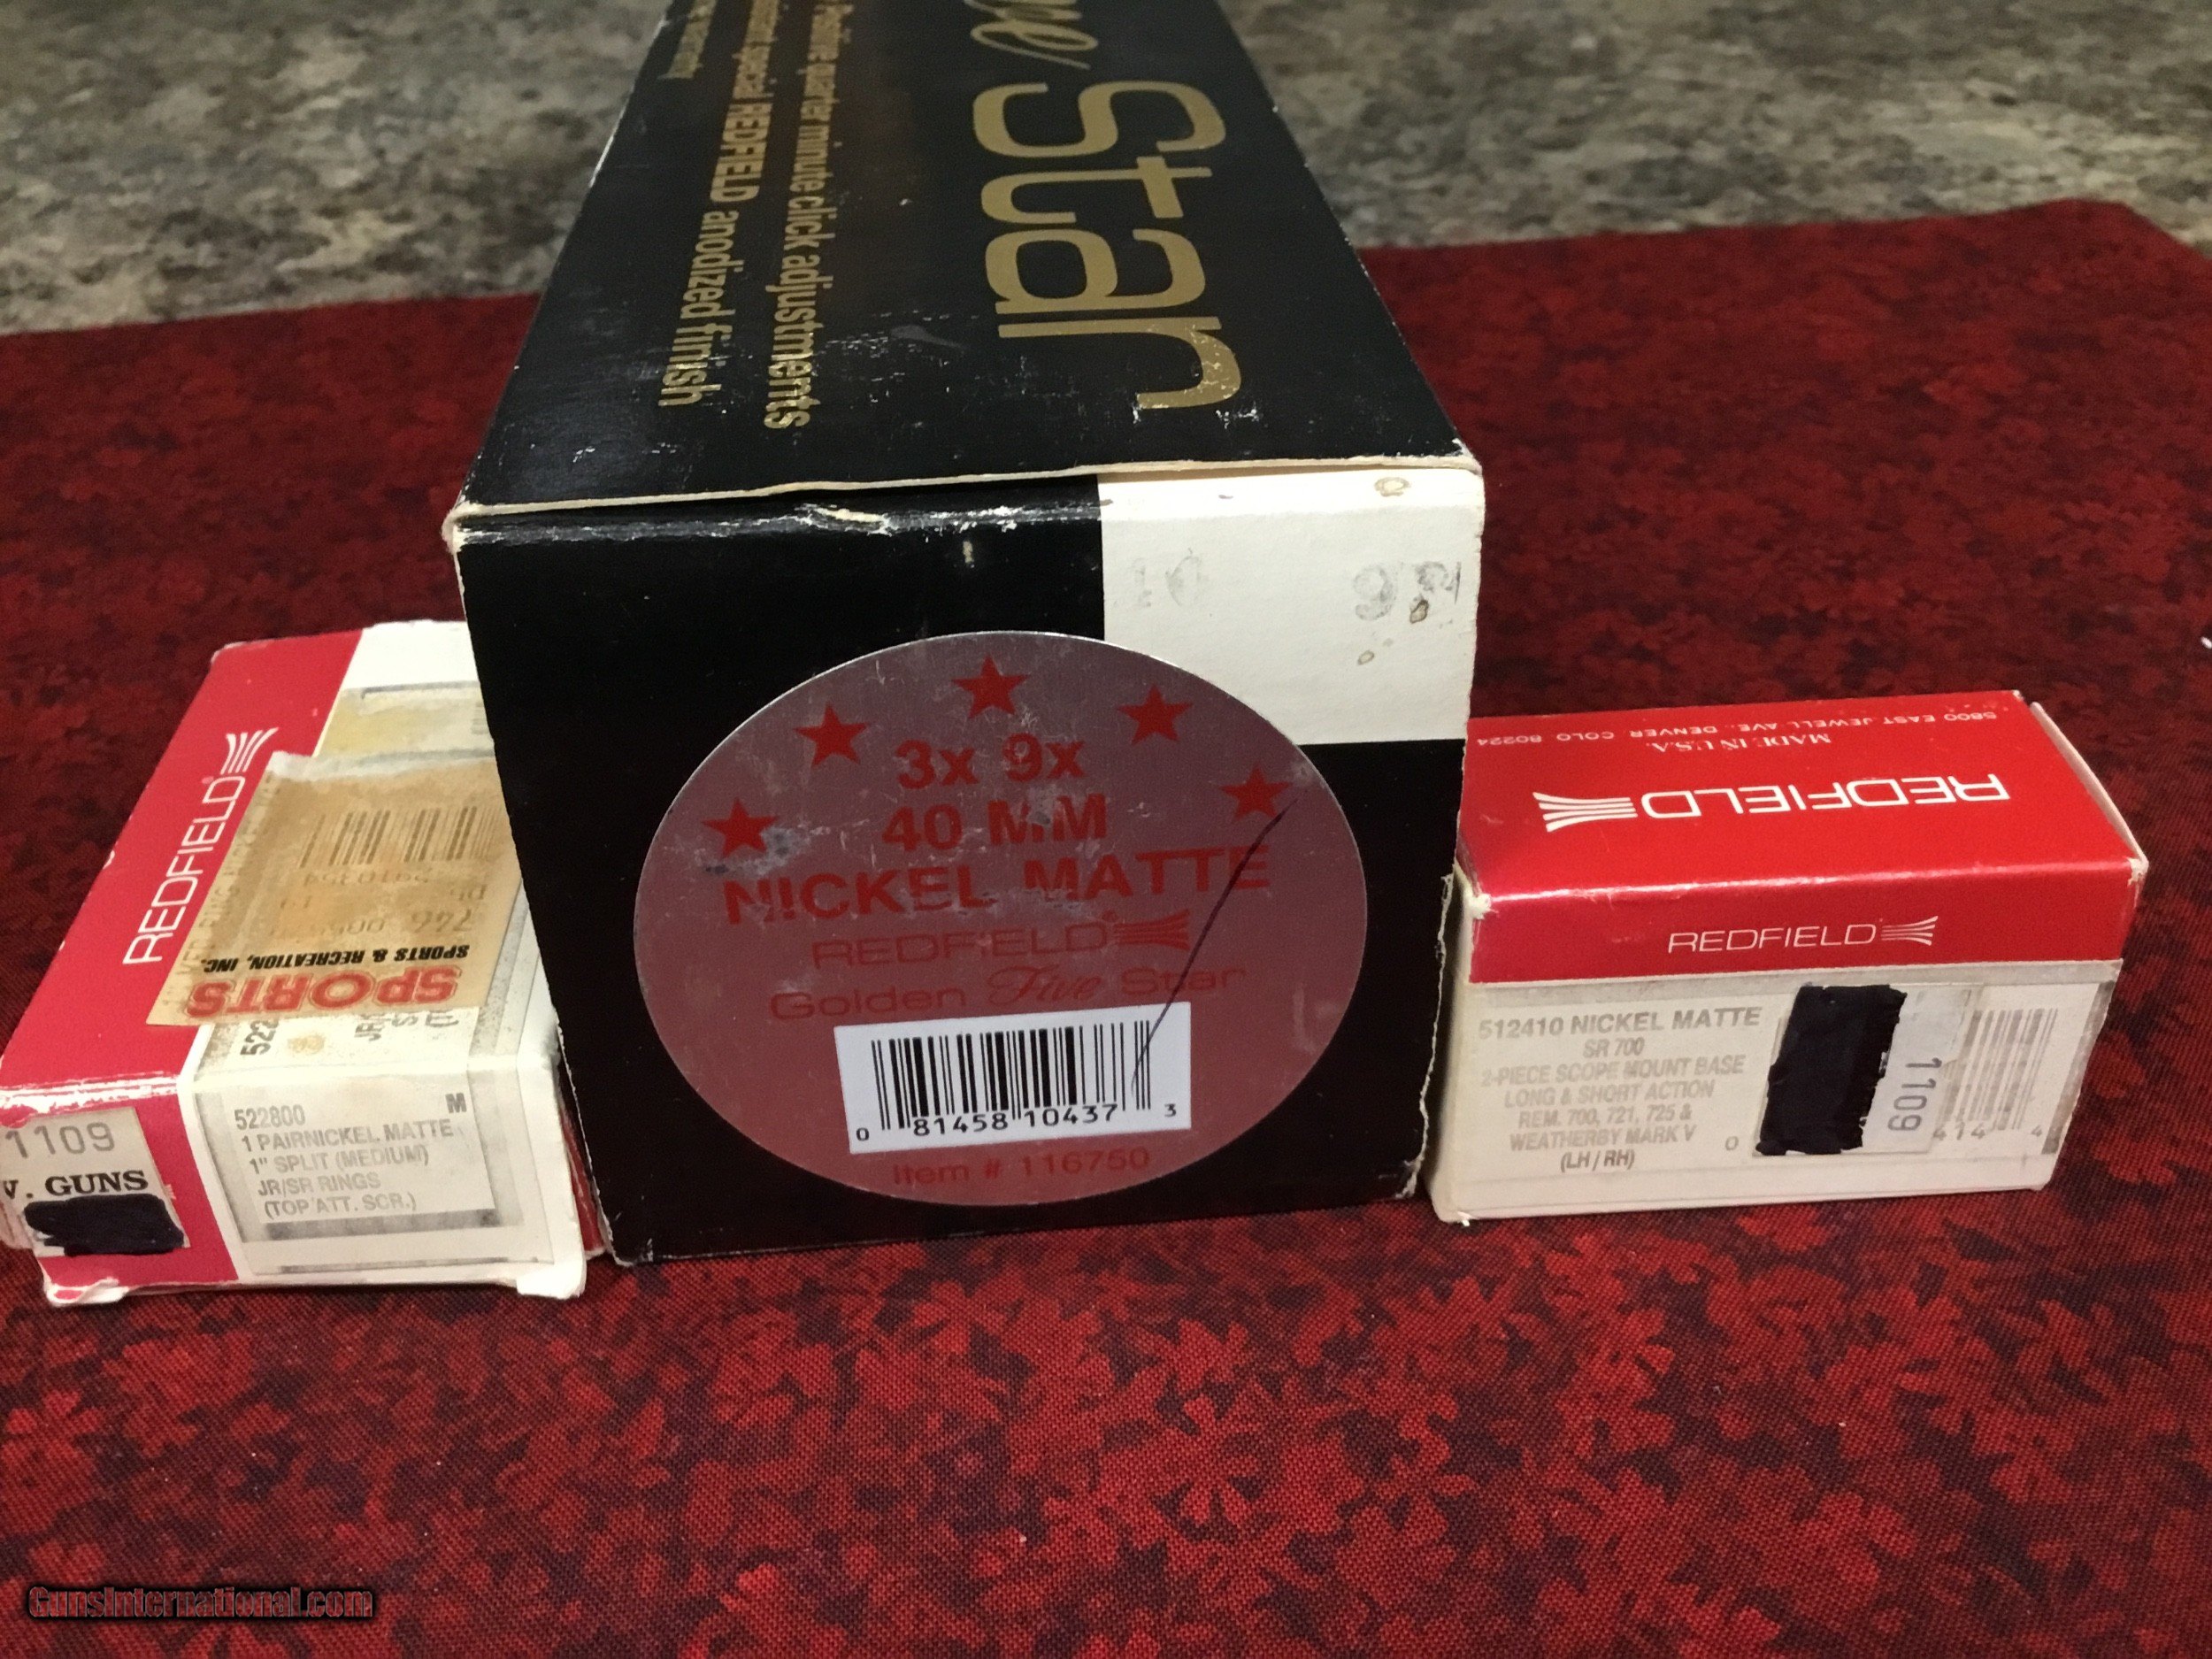 Star
quarter minute click adjustments
special REDFIELD anodized finish
REDFIELD
SPORTS
SPORTS & RECREATION, INC.
1109
V. GUNS
522800
M
1 PAIRNICKEL MATTE
1" SPLIT (MEDIUM)
JR/SR RINGS
(TOP ATT. SCR.)
3x 9x
40 MM
NICKEL MATTE
REDFIELD
Golden Five Star
0 81458 10437 3
Item # 116750
5800 EAST JEWELL AVE., DENVER COLO 80224
MADE IN U.S.A.
REDFIELD
REDFIELD
512410 NICKEL MATTE
SR 700
2-PIECE SCOPE MOUNT BASE
LONG & SHORT ACTION
REM. 700, 721, 725 &
WEATHERBY MARK V
(LH / RH)
0
1109
414 4
GunsInternational.com